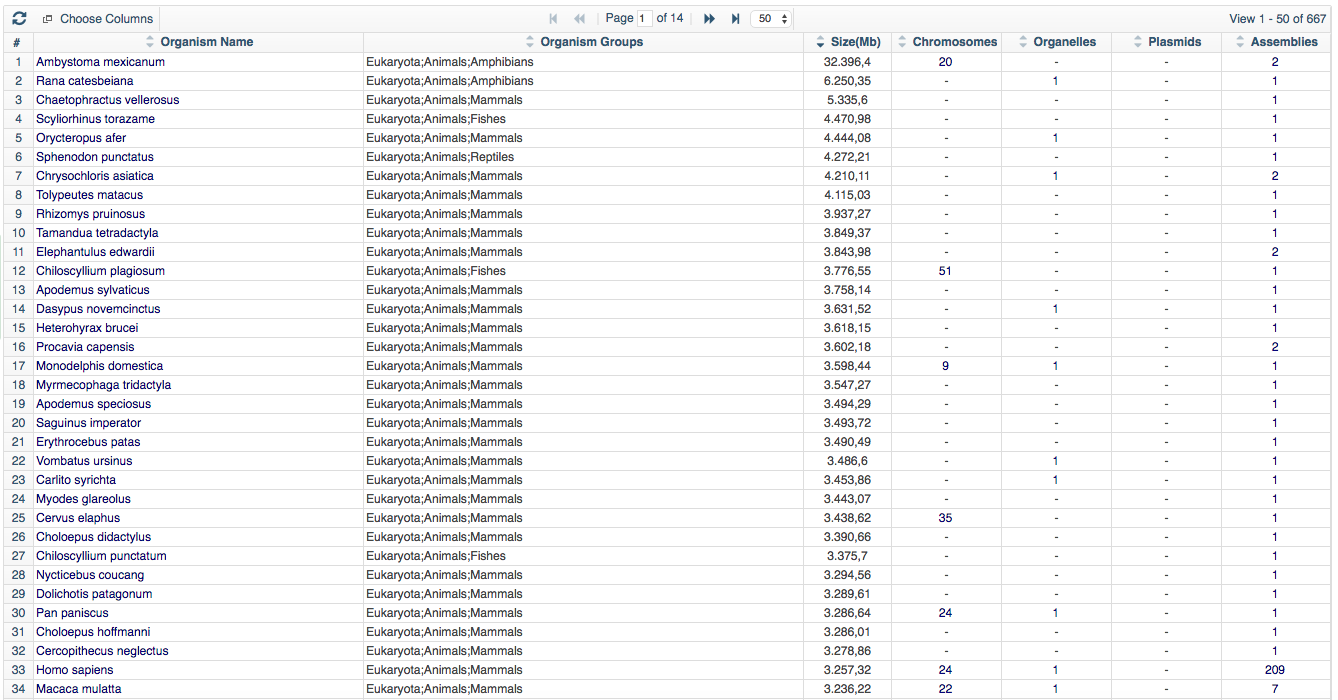 Choose Columns Page 1 of 14 50 View 1 - 50 of 667
# Organism Name Organism Groups Size(Mb) Chromosomes Organelles Plasmids Assemblies
1 Ambystoma mexicanum Eukaryota;Animals;Amphibians 32.396,4 20 - - 2
2 Rana catesbeiana Eukaryota;Animals;Amphibians 6.250,35 - 1 - 1
3 Chaetophractus vellerosus Eukaryota;Animals;Mammals 5.335,6 - - - 1
4 Scyliorhinus torazame Eukaryota;Animals;Fishes 4.470,98 - - - 1
5 Orycteropus afer Eukaryota;Animals;Mammals 4.444,08 - 1 - 1
6 Sphenodon punctatus Eukaryota;Animals;Reptiles 4.272,21 - - - 1
7 Chrysochloris asiatica Eukaryota;Animals;Mammals 4.210,11 - 1 - 2
8 Tolypeutes matacus Eukaryota;Animals;Mammals 4.115,03 - - - 1
9 Rhizomys pruinosus Eukaryota;Animals;Mammals 3.937,27 - - - 1
10 Tamandua tetradactyla Eukaryota;Animals;Mammals 3.849,37 - - - 1
11 Elephantulus edwardii Eukaryota;Animals;Mammals 3.843,98 - - - 2
12 Chiloscyllium plagiosum Eukaryota;Animals;Fishes 3.776,55 51 - - 1
13 Apodemus sylvaticus Eukaryota;Animals;Mammals 3.758,14 - - - 1
14 Dasypus novemcinctus Eukaryota;Animals;Mammals 3.631,52 - 1 - 1
15 Heterohyrax brucei Eukaryota;Animals;Mammals 3.618,15 - - - 1
16 Procavia capensis Eukaryota;Animals;Mammals 3.602,18 - - - 2
17 Monodelphis domestica Eukaryota;Animals;Mammals 3.598,44 9 1 - 1
18 Myrmecophaga tridactyla Eukaryota;Animals;Mammals 3.547,27 - - - 1
19 Apodemus speciosus Eukaryota;Animals;Mammals 3.494,29 - - - 1
20 Saguinus imperator Eukaryota;Animals;Mammals 3.493,72 - - - 1
21 Erythrocebus patas Eukaryota;Animals;Mammals 3.490,49 - - - 1
22 Vombatus ursinus Eukaryota;Animals;Mammals 3.486,6 - 1 - 1
23 Carlito syrichta Eukaryota;Animals;Mammals 3.453,86 - 1 - 1
24 Myodes glareolus Eukaryota;Animals;Mammals 3.443,07 - - - 1
25 Cervus elaphus Eukaryota;Animals;Mammals 3.438,62 35 - - 1
26 Choloepus didactylus Eukaryota;Animals;Mammals 3.390,66 - - - 1
27 Chiloscyllium punctatum Eukaryota;Animals;Fishes 3.375,7 - - - 1
28 Nycticebus coucang Eukaryota;Animals;Mammals 3.294,56 - - - 1
29 Dolichotis patagonum Eukaryota;Animals;Mammals 3.289,61 - - - 1
30 Pan paniscus Eukaryota;Animals;Mammals 3.286,64 24 1 - 1
31 Choloepus hoffmanni Eukaryota;Animals;Mammals 3.286,01 - - - 1
32 Cercopithecus neglectus Eukaryota;Animals;Mammals 3.278,86 - - - 1
33 Homo sapiens Eukaryota;Animals;Mammals 3.257,32 24 1 - 209
34 Macaca mulatta Eukaryota;Animals;Mammals 3.236,22 22 1 - 7